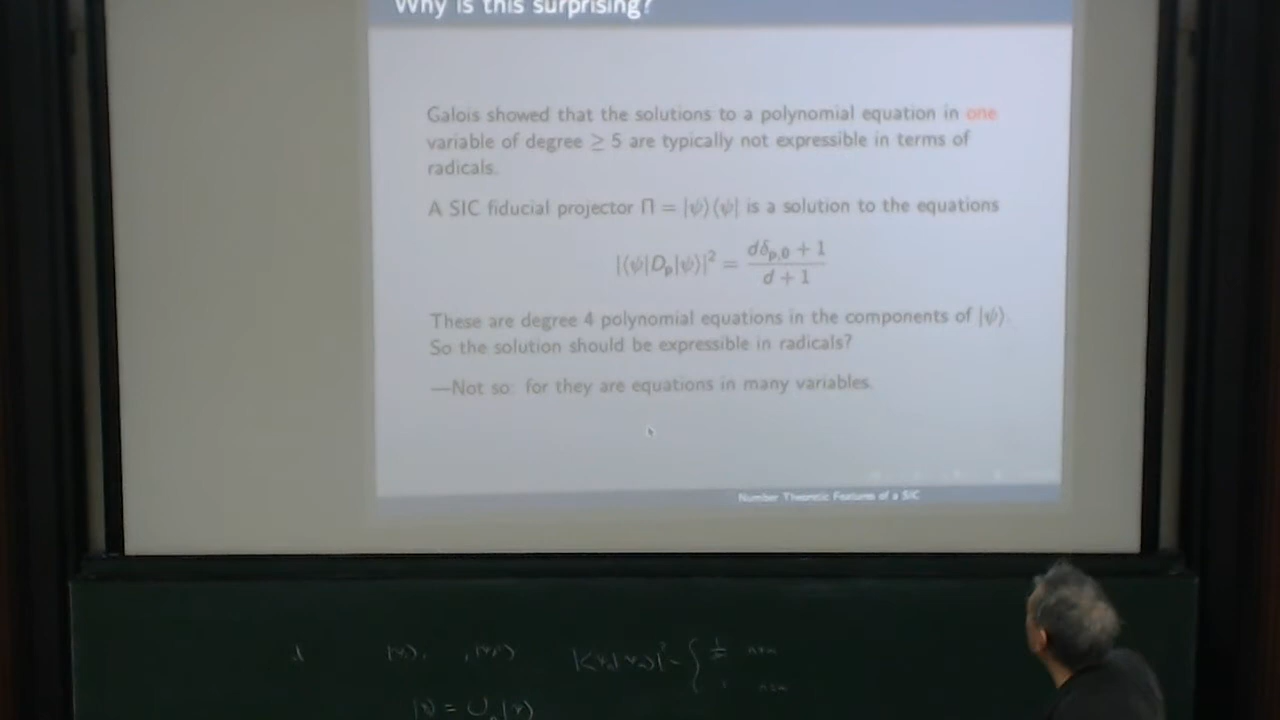 Why is this surprising?
Galois showed that the solutions to a polynomial equation in one
variable of degree ≥ 5 are typically not expressible in terms of
radicals.
A SIC fiducial projector Π = |ψ⟩⟨ψ| is a solution to the equations
|⟨ψ|D_p|ψ⟩|² = (dδ_{p,0} + 1)/(d + 1)
These are degree 4 polynomial equations in the components of |ψ⟩.
So the solution should be expressible in radicals?
—Not so: for they are equations in many variables.
Number Theoretic Features of a SIC